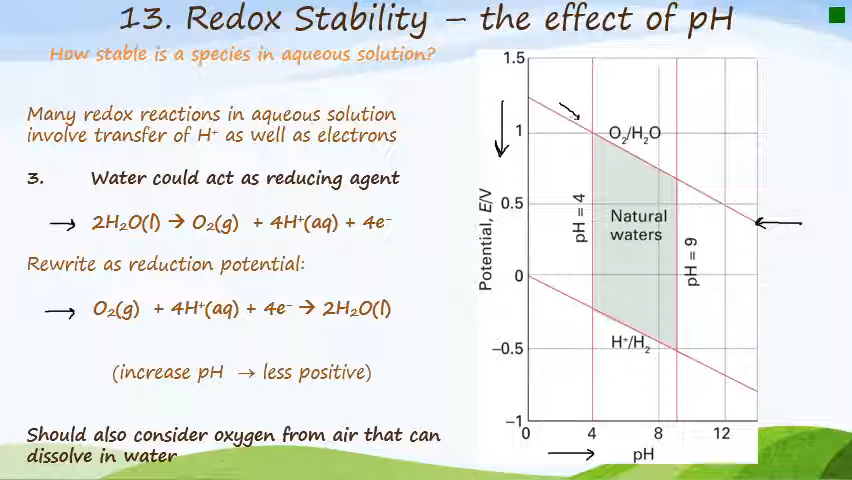 13. Redox Stability – the effect of pH
How stable is a species in aqueous solution?
Many redox reactions in aqueous solution
involve transfer of H⁺ as well as electrons
3. Water could act as reducing agent
2H₂O(l) → O₂(g) + 4H⁺(aq) + 4e⁻
Rewrite as reduction potential:
O₂(g) + 4H⁺(aq) + 4e⁻ → 2H₂O(l)
(increase pH → less positive)
Should also consider oxygen from air that can
dissolve in water
1.5
1
0.5
0
−0.5
−1
Potential, E/V
O₂/H₂O
pH = 4
Natural
waters
pH = 9
H⁺/H₂
0 4 8 12
pH